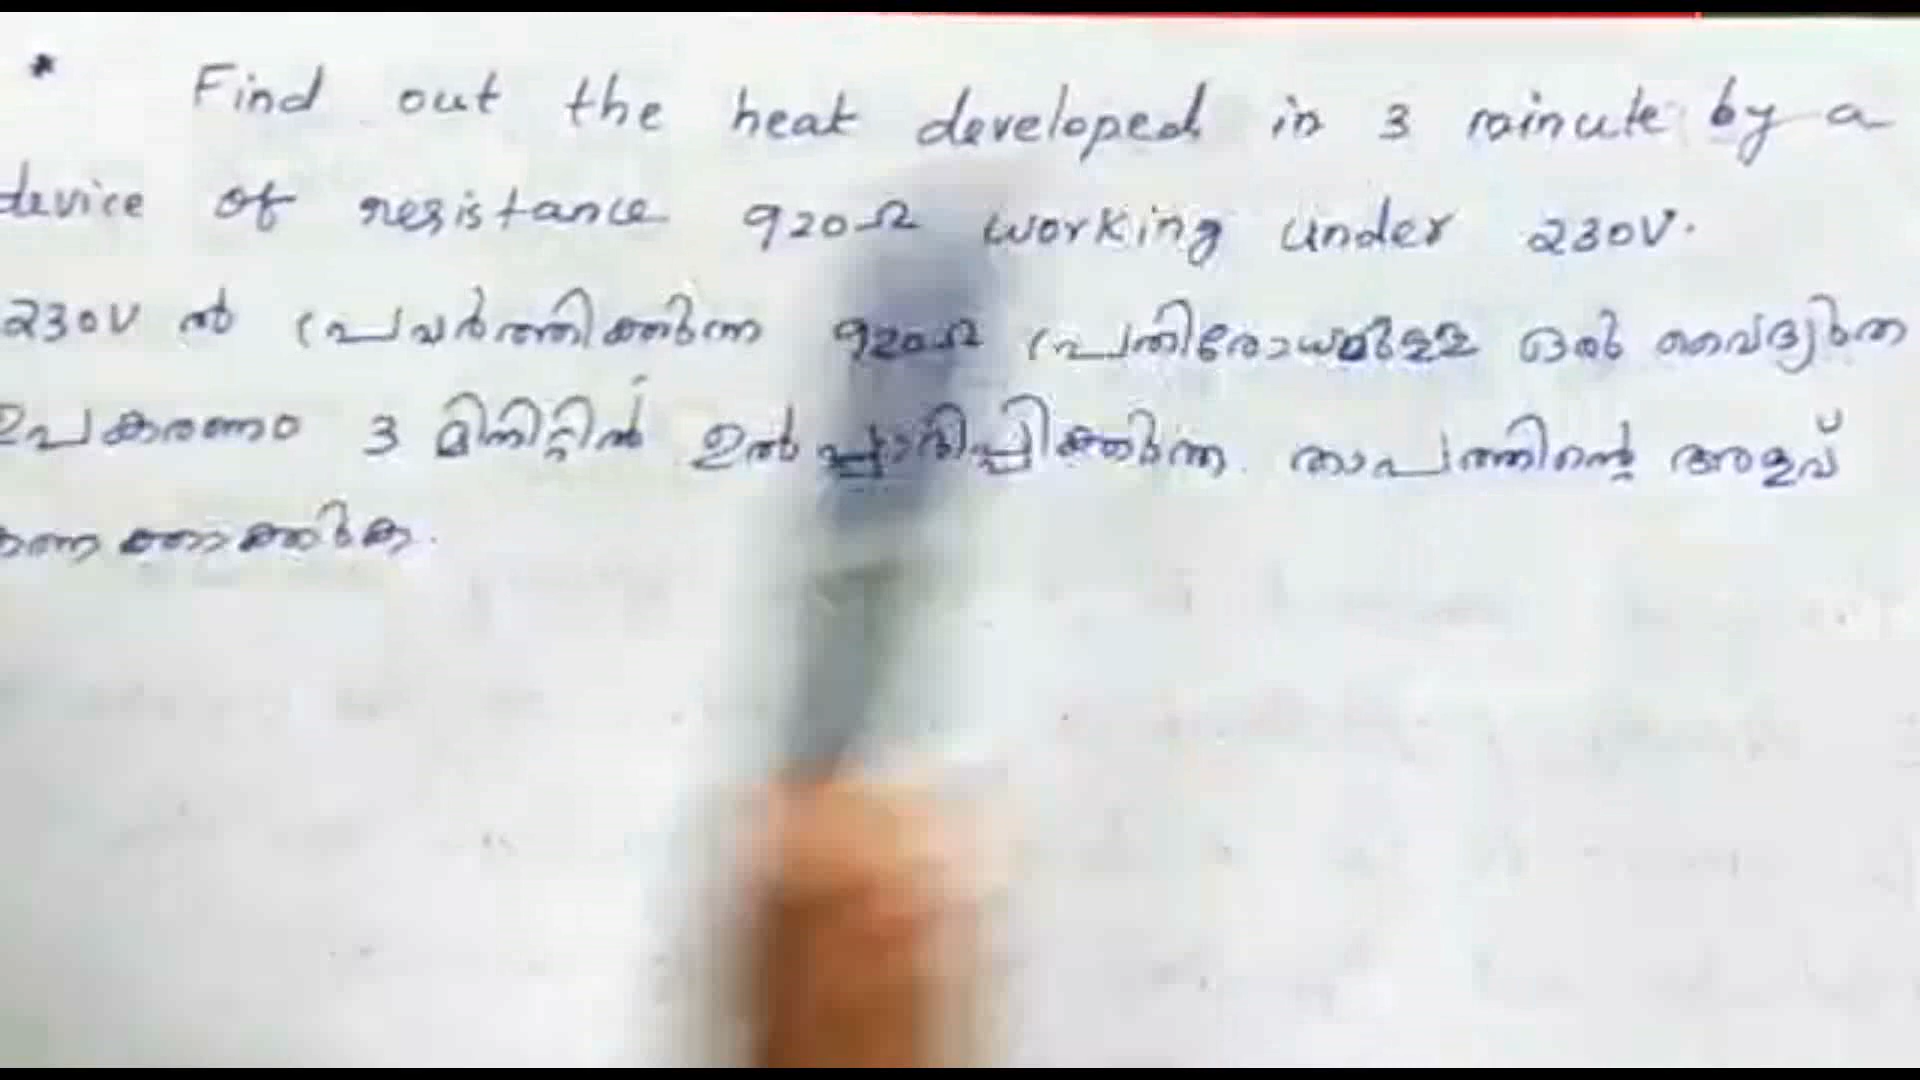 * Find out the heat developed in 3 minute by a
device of resistance 920Ω working under 230V.
230V ൽ പ്രവർത്തിക്കുന്ന 920Ω പ്രതിരോധമുള്ള ഒരു വൈദ്യുത
ഉപകരണം 3 മിനിറ്റിൽ ഉൽപ്പാദിപ്പിക്കുന്ന താപത്തിന്റെ അളവ്
കണക്കാക്കുക.